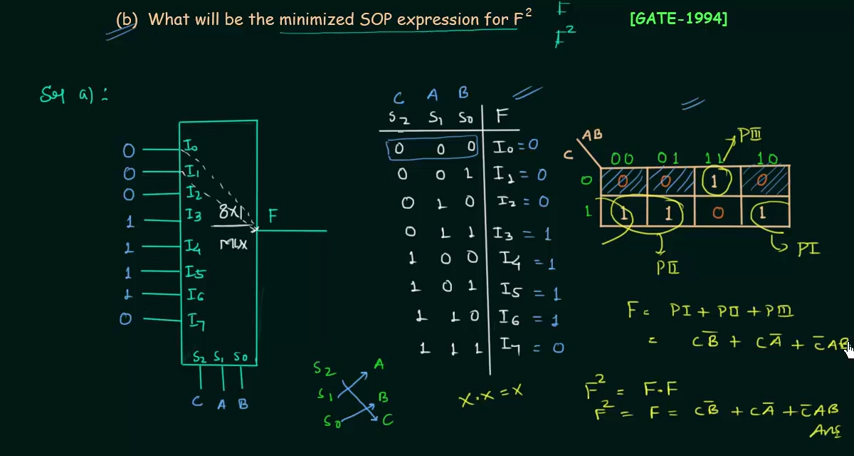 (b) What will be the minimized SOP expression for F²
[GATE-1994]
F
F²
Sol a) :
I₀
I₁
I₂
I₃
I₄
I₅
I₆
I₇
0
0
0
1
1
1
1
0
8X1
MUX
F
S₂ S₁ S₀
C A B
C A B
S₂ S₁ S₀ F
0 0 0 I₀ = 0
0 0 1 I₁ = 0
0 1 0 I₂ = 0
0 1 1 I₃ = 1
1 0 0 I₄ = 1
1 0 1 I₅ = 1
1 1 0 I₆ = 1
1 1 1 I₇ = 0
S₂ A
S₁ B
S₀ C
X.X = X
AB
C
00 01 11 10
0 0 0 1 0
1 1 1 0 1
PIII
PI
PII
F = PI + PII + PIII
= CB̅ + CA̅ + C̅AB
F² = F.F
F² = F = CB̅ + CA̅ + C̅AB
Ans